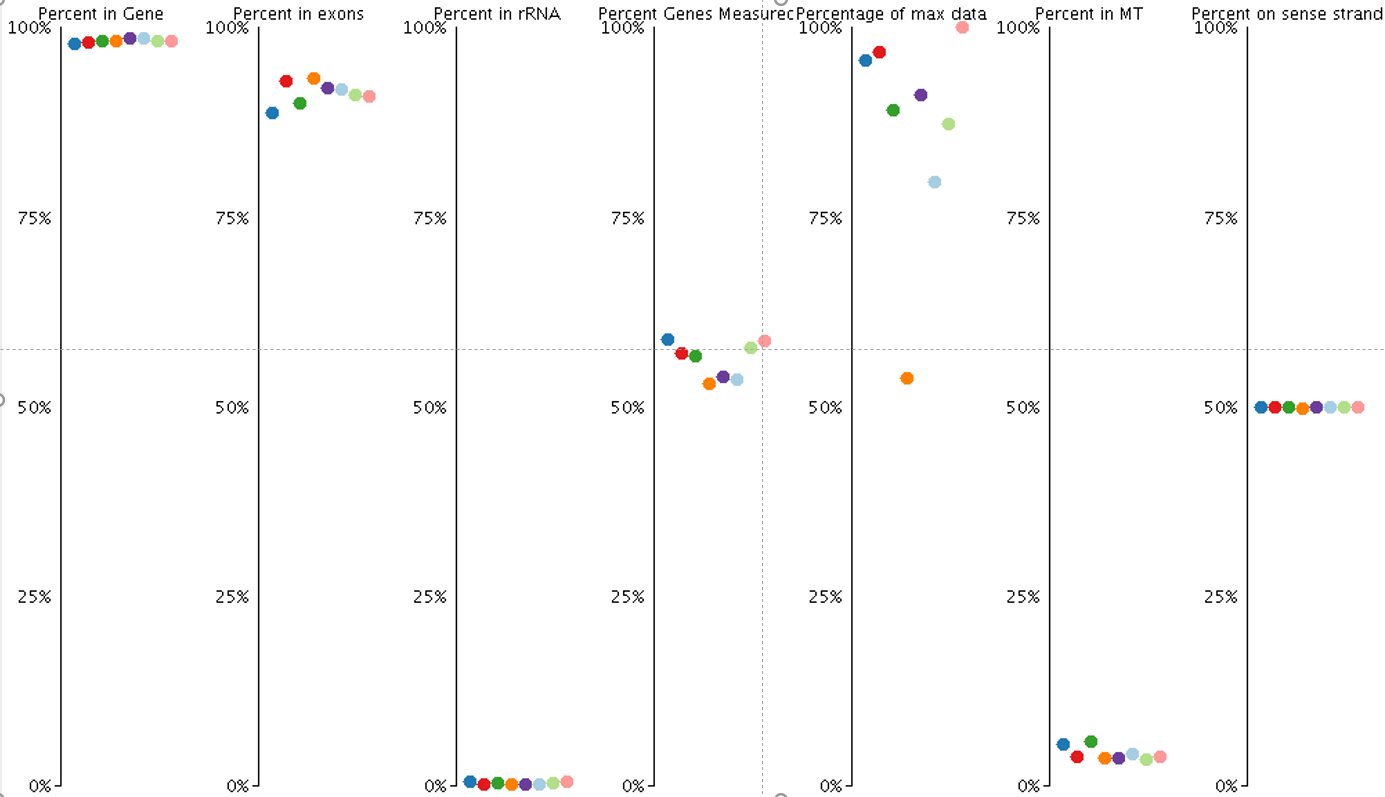 Percent in Gene Percent in exons Percent in rRNA Percent Genes Measured Percentage of max data Percent in MT Percent on sense strand
100% 100% 100% 100% 100% 100% 100%
75% 75% 75% 75% 75% 75% 75%
50% 50% 50% 50% 50% 50% 50%
25% 25% 25% 25% 25% 25% 25%
0% 0% 0% 0% 0% 0% 0%